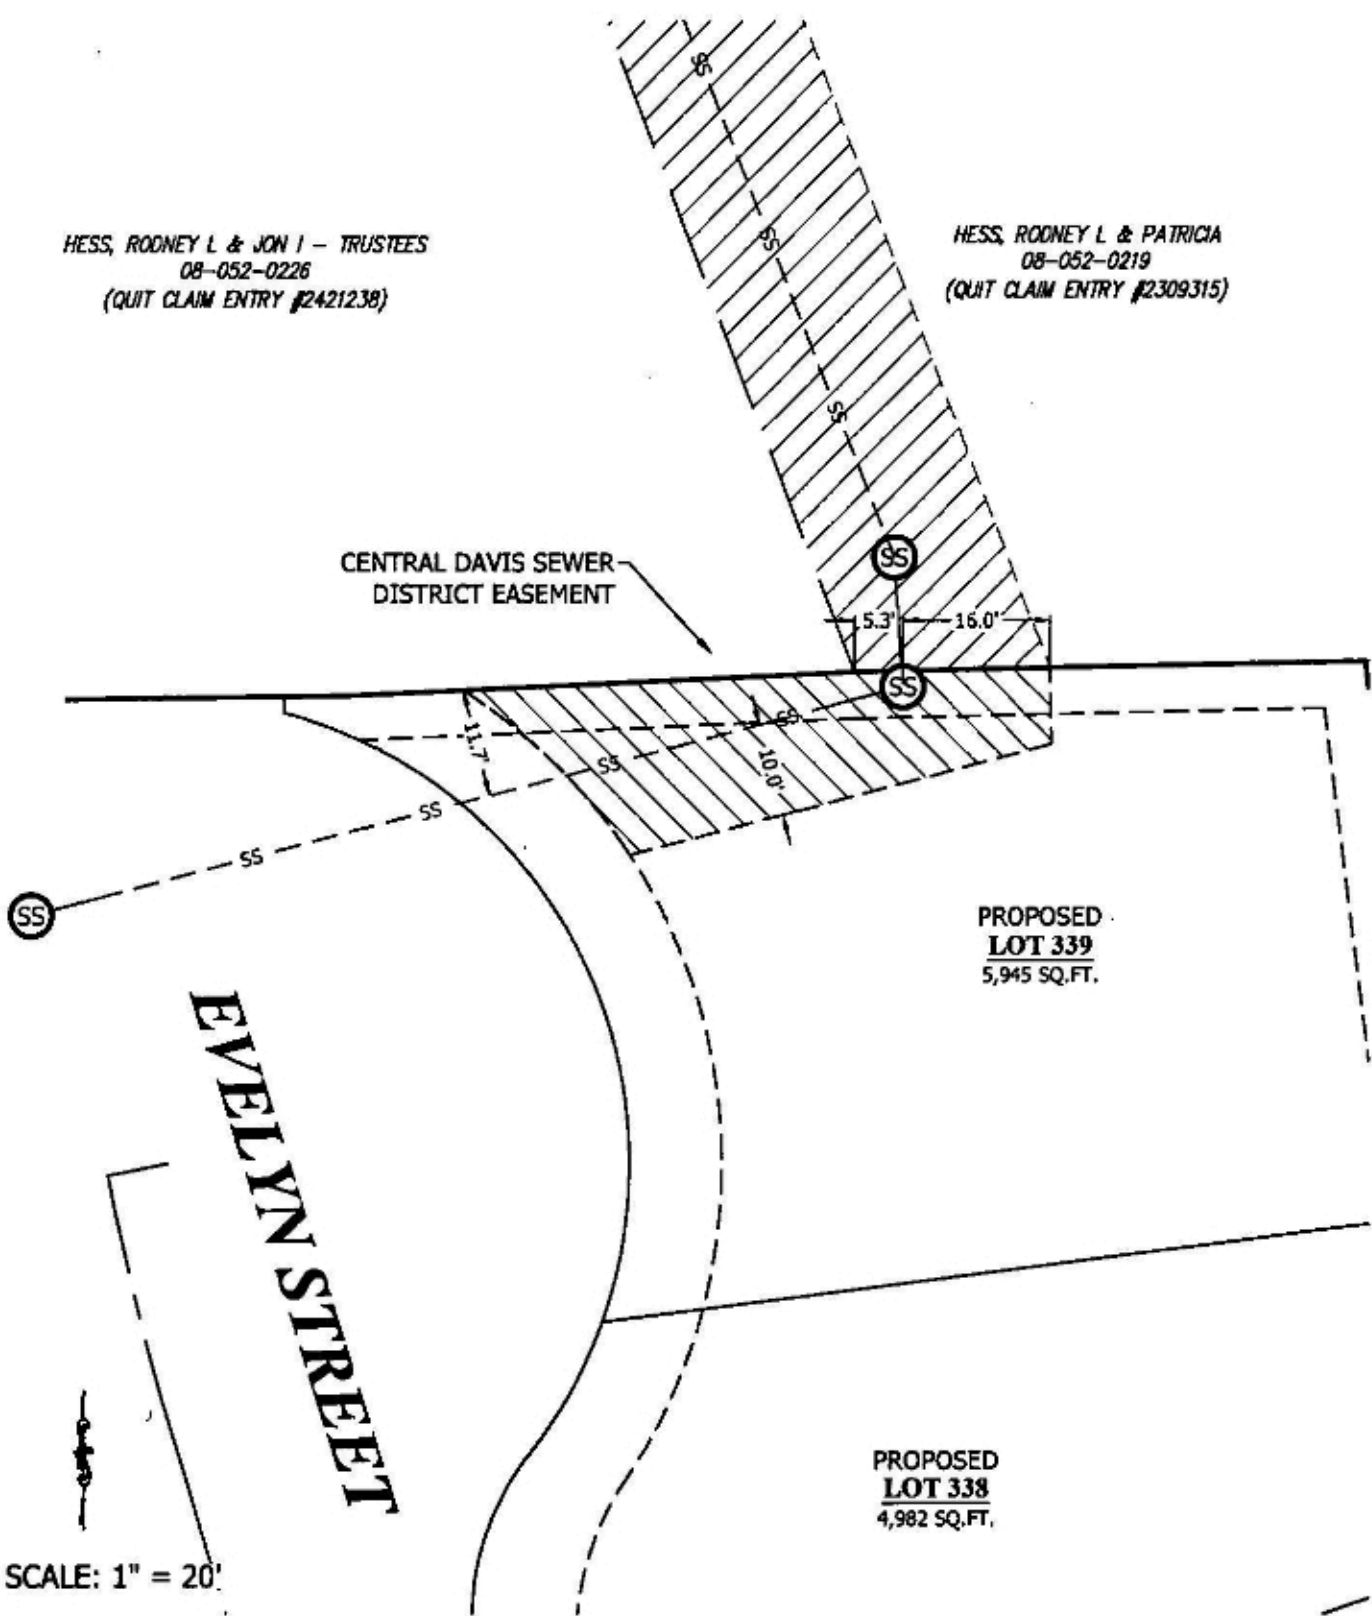 SS
HESS, RODNEY L & JON I - TRUSTEES
08-052-0226
(QUIT CLAIM ENTRY #2421238)
SS
HESS, RODNEY L & PATRICIA
08-052-0219
(QUIT CLAIM ENTRY #2309315)
SS
CENTRAL DAVIS SEWER
DISTRICT EASEMENT
SS
5.3'
16.0'
SS
SS
11.7'
10.0'
SS
SS
SS
SS
PROPOSED
LOT 339
5,945 SQ.FT.
EVELYN STREET
PROPOSED
LOT 338
4,982 SQ.FT.
SCALE: 1" = 20'